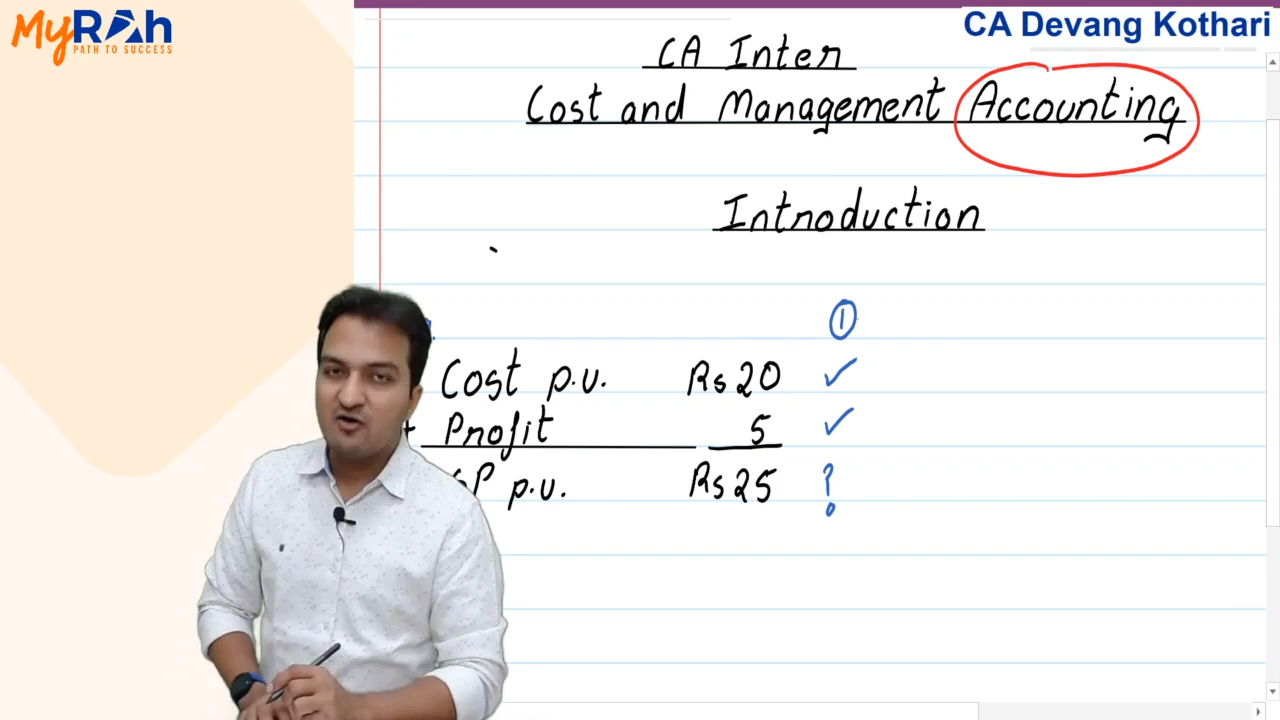 MyRAh
PATH TO SUCCESS
CA Devang Kothari
CA Inter
Cost and Management Accounting
Introduction
①
Cost p.u. Rs 20 ✓
+ Profit 5 ✓
SP p.u. Rs 25 ?